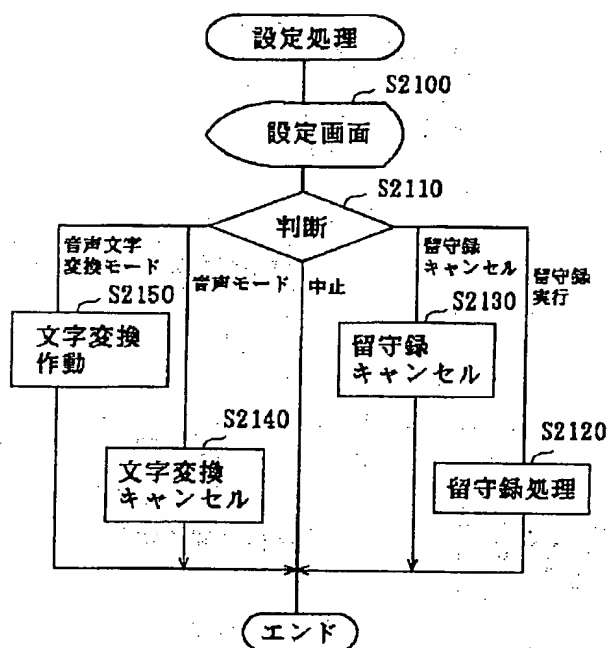 設定処理
S2100
設定画面
S2110
判断
音声文字
変換モード
音声モード
中止
留守録
キャンセル
留守録
実行
S2150
文字変換
作動
S2130
留守録
キャンセル
S2140
文字変換
キャンセル
S2120
留守録処理
エンド